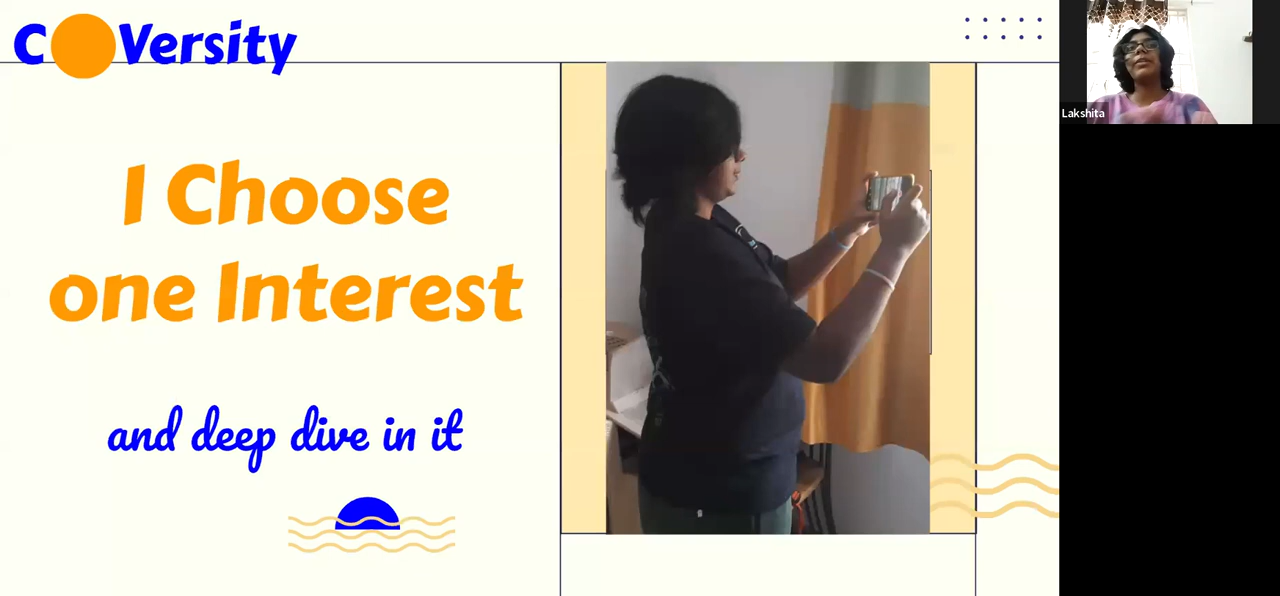 COVersity
I Choose
one Interest
and deep dive in it
Lakshita